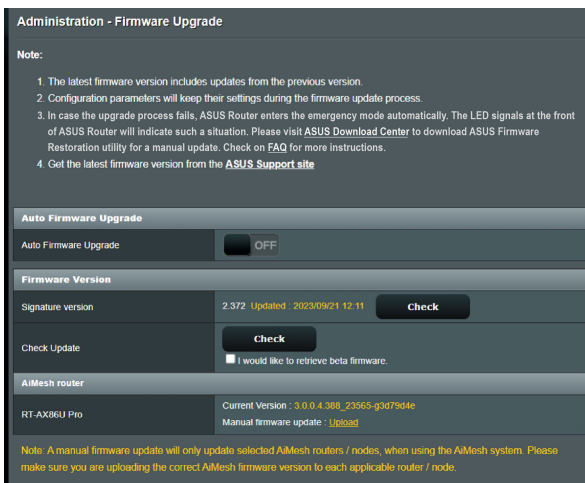 Administration - Firmware Upgrade
Note:
1. The latest firmware version includes updates from the previous version.
2. Configuration parameters will keep their settings during the firmware update process.
3. In case the upgrade process fails, ASUS Router enters the emergency mode automatically. The LED signals at the front
of ASUS Router will indicate such a situation. Please visit ASUS Download Center to download ASUS Firmware
Restoration utility for a manual update. Check on FAQ for more instructions.
4. Get the latest firmware version from the ASUS Support site
Auto Firmware Upgrade
Auto Firmware Upgrade OFF
Firmware Version
Signature version 2.372 Updated : 2023/09/21 12:11 Check
Check Update Check
I would like to retrieve beta firmware.
AiMesh router
RT-AX86U Pro Current Version : 3.0.0.4.388_23565-g3d79d4e
Manual firmware update : Upload
Note: A manual firmware update will only update selected AiMesh routers / nodes, when using the AiMesh system. Please
make sure you are uploading the correct AiMesh firmware version to each applicable router / node.